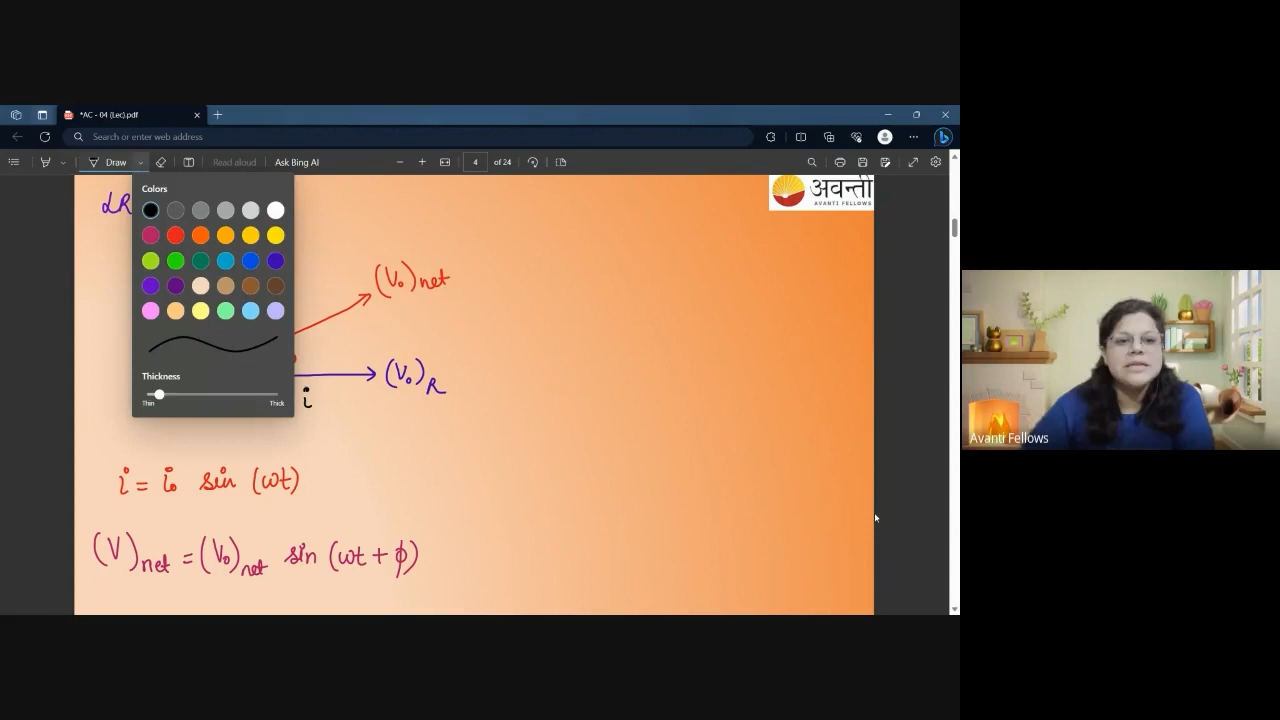 *AC - 04 (Lec).pdf
Search or enter web address
Draw
Read aloud
Ask Bing AI
4
of 24
Colors
Thickness
Thin
Thick
LR
अवन्ती
AVANTI FELLOWS
(V₀)net
(V₀)R
i
i = i₀ sin (ωt)
(V)net = (V₀)net sin (ωt + ϕ)
Avanti Fellows